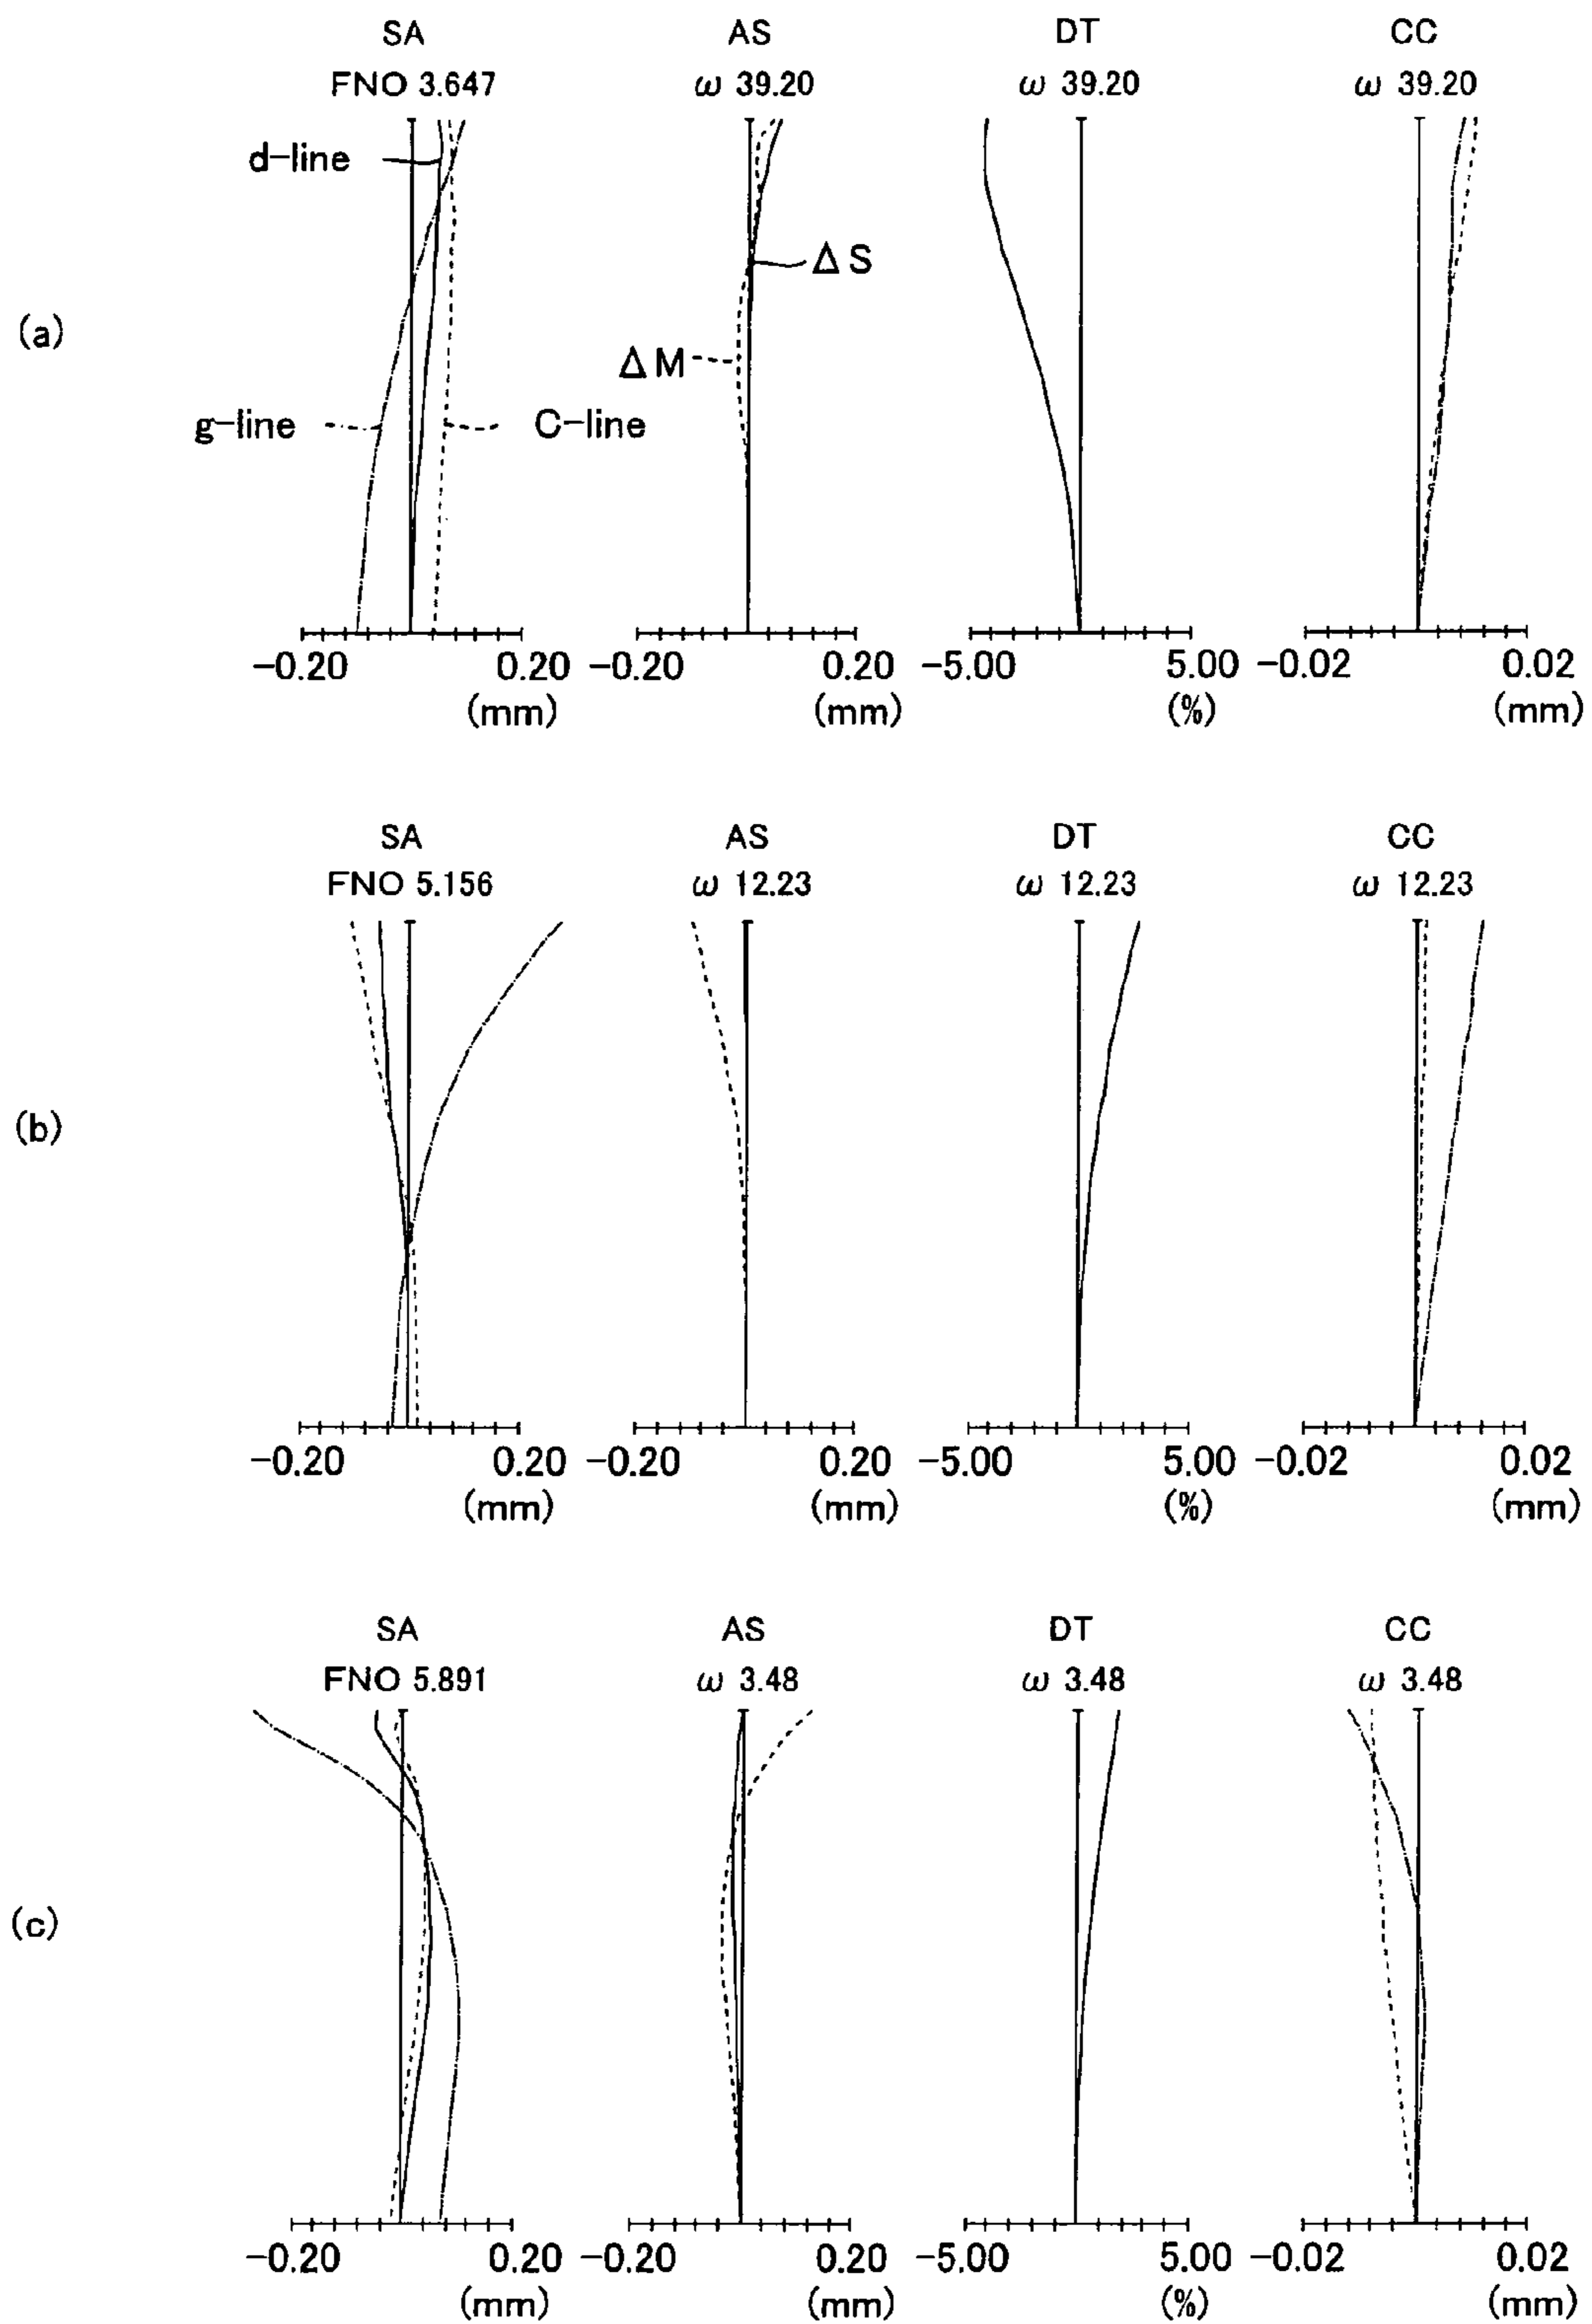 SA AS DT CC
FNO 3.647 ω 39.20 ω 39.20 ω 39.20
d-line
ΔS
(a)
ΔM
g-line C-line
-0.20 0.20 -0.20 0.20 -5.00 5.00 -0.02 0.02
(mm) (mm) (%) (mm)
SA AS DT CC
FNO 5.156 ω 12.23 ω 12.23 ω 12.23
(b)
-0.20 0.20 -0.20 0.20 -5.00 5.00 -0.02 0.02
(mm) (mm) (%) (mm)
SA AS DT CC
FNO 5.891 ω 3.48 ω 3.48 ω 3.48
(c)
-0.20 0.20 -0.20 0.20 -5.00 5.00 -0.02 0.02
(mm) (mm) (%) (mm)